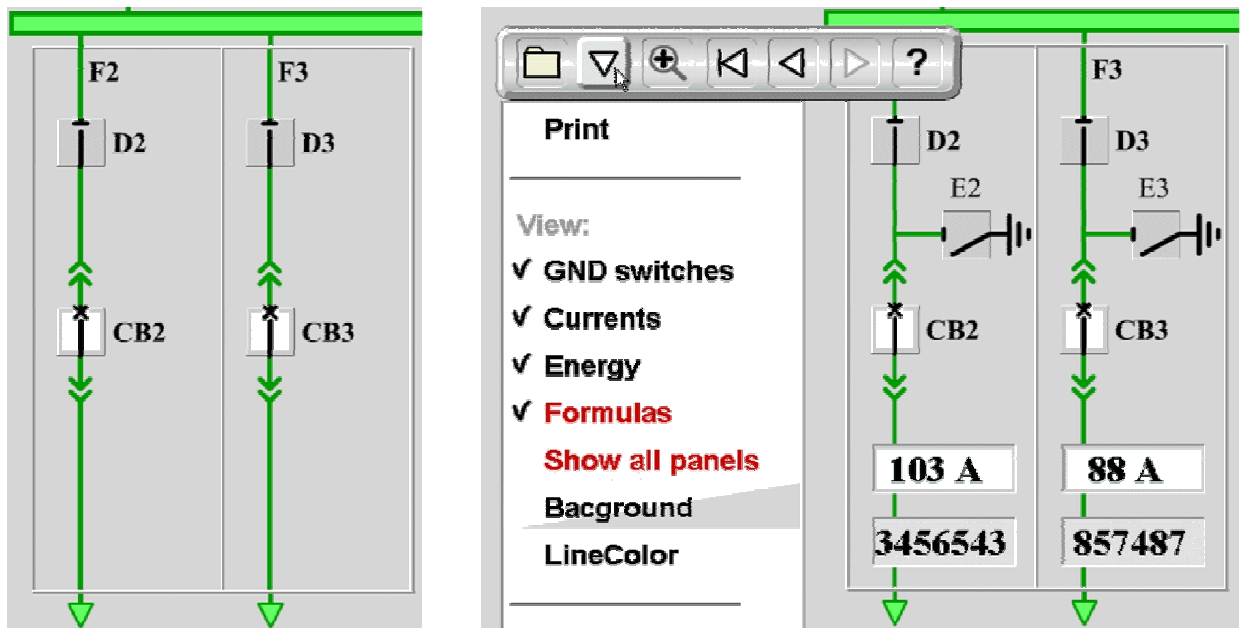 F2 F3
D2 D3
CB2 CB3
?
Print
View:
✓ GND switches
✓ Currents
✓ Energy
✓ Formulas
Show all panels
Bacground
LineColor
F3
D2 D3
E2 E3
CB2 CB3
103 A 88 A
3456543 857487